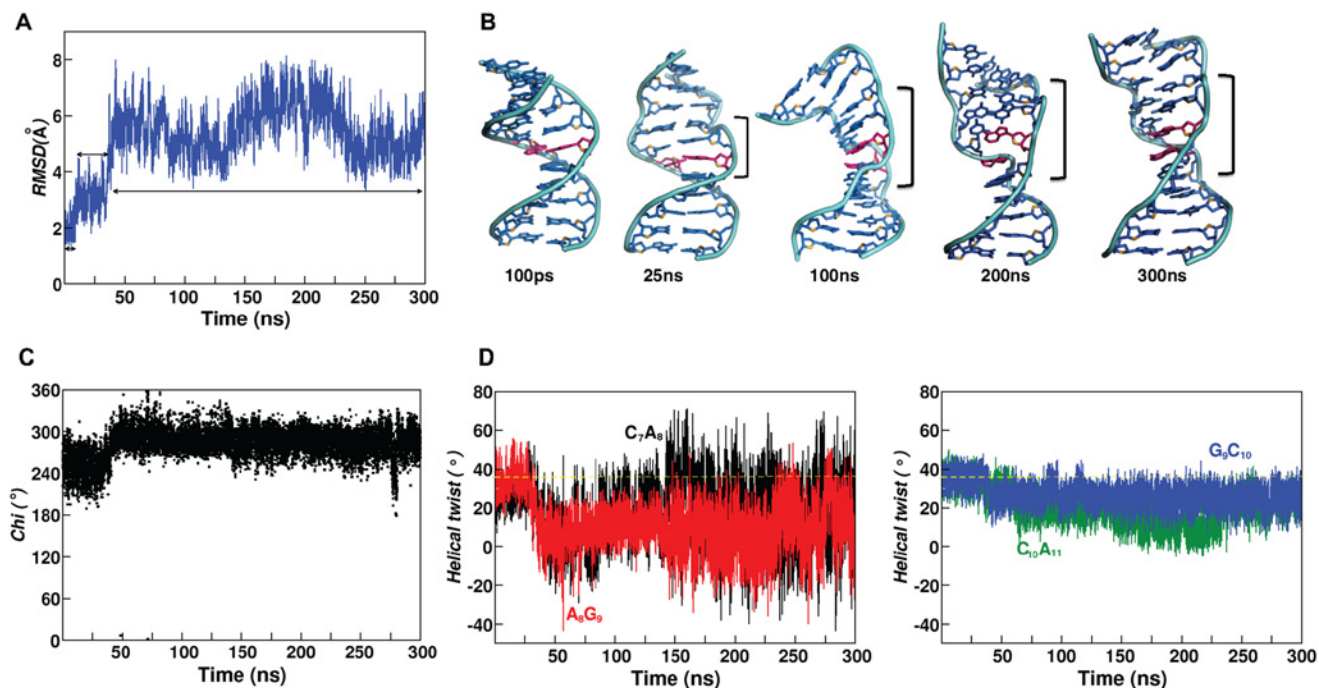 A
RMSD(Å)
8
6
4
2
0
50 100 150 200 250 300
Time (ns)
B
100ps 25ns 100ns 200ns 300ns
C
Chi (°)
360
300
240
180
120
60
0
50 100 150 200 250 300
Time (ns)
D
Helical twist (°)
80
60
40
20
0
-20
-40
C7A8
A8G9
0 50 100 150 200 250 300
Time (ns)
Helical twist (°)
80
60
40
20
0
-20
-40
G9C10
C10A11
50 100 150 200 250 300
Time (ns)